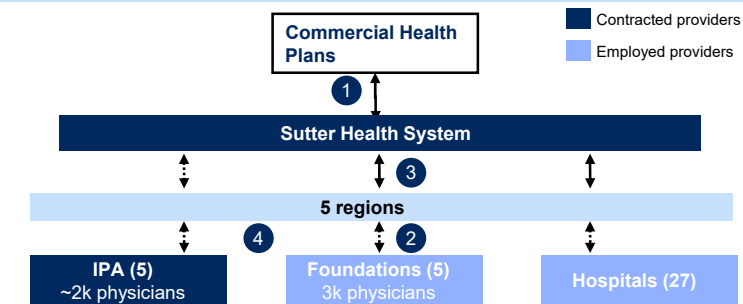 Commercial Health
Plans
Contracted providers
Employed providers
1
Sutter Health System
3
5 regions
4
2
IPA (5)
~2k physicians
Foundations (5)
3k physicians
Hospitals (27)